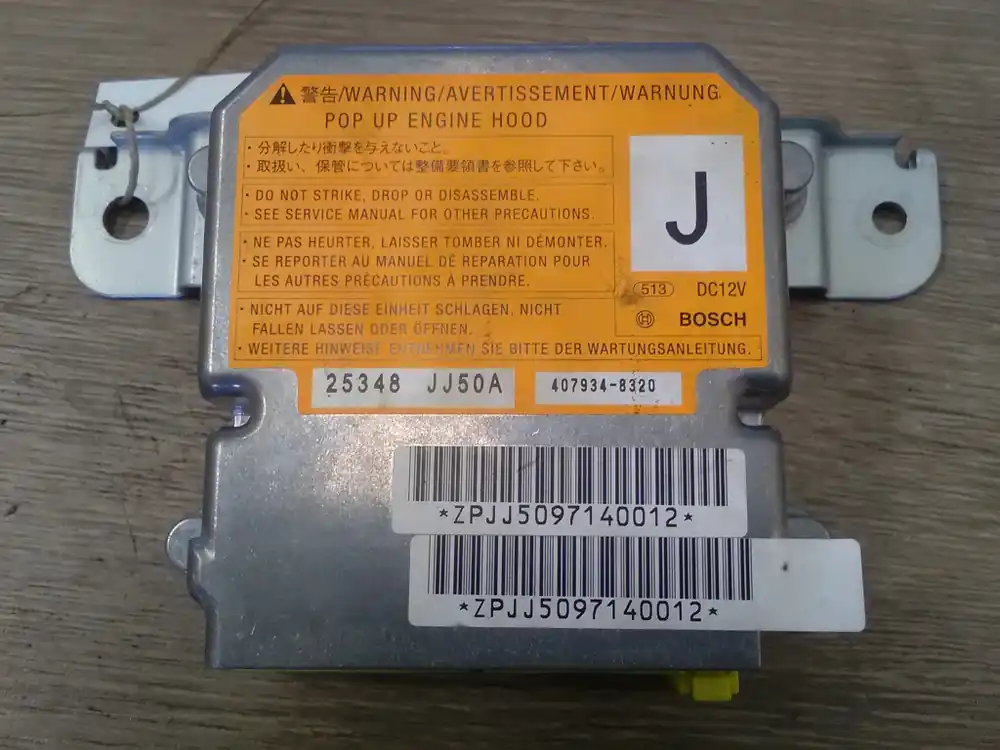 警告/WARNING/AVERTISSEMENT/WARNUNG
POP UP ENGINE HOOD
・分解したり衝撃を与えないこと。
・取扱い、保管については整備要領書を参照して下さい。
・DO NOT STRIKE, DROP OR DISASSEMBLE.
・SEE SERVICE MANUAL FOR OTHER PRECAUTIONS.
・NE PAS HEURTER, LAISSER TOMBER NI DÉMONTER.
・SE REPORTER AU MANUEL DE RÉPARATION POUR
LES AUTRES PRÉCAUTIONS À PRENDRE.
・NICHT AUF DIESE EINHEIT SCHLAGEN, NICHT
FALLEN LASSEN ODER ÖFFNEN.
・WEITERE HINWEISE ENTNEHMEN SIE BITTE DER WARTUNGSANLEITUNG.
J
513 DC12V
BOSCH
25348 JJ50A
407934-8320
*ZPJJ5097140012*
*ZPJJ5097140012*